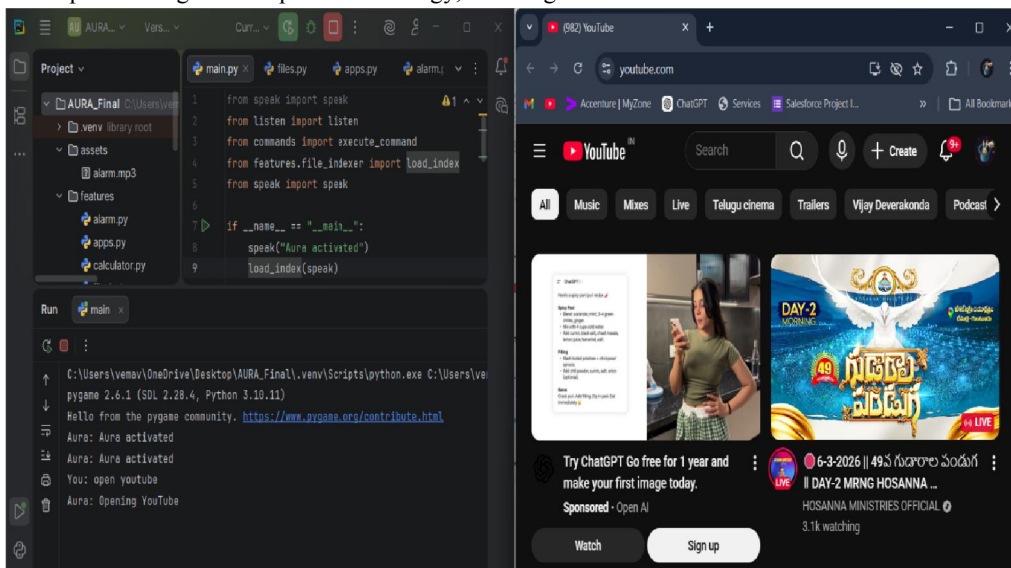 AU AURA... Vers... Curr...
Project
AURA_Final C:\Users\vem
.venv library root
assets
alarm.mp3
features
alarm.py
apps.py
calculator.py
main.py files.py apps.py alarm.
1 from speak import speak
2 from listen import listen
3 from commands import execute_command
4 from features.file_indexer import load_index
5 from speak import speak
6
7 if __name__ == "__main__":
8 speak("Aura activated")
9 load_index(speak)
1
Run main
C:\Users\vemav\OneDrive\Desktop\AURA_Final\.venv\Scripts\python.exe C:\Users\ve
pygame 2.6.1 (SDL 2.28.4, Python 3.10.11)
Hello from the pygame community. https://www.pygame.org/contribute.html
Aura: Aura activated
Aura: Aura activated
You: open youtube
Aura: Opening YouTube
(982) YouTube
youtube.com
Accenture | MyZone ChatGPT Services Salesforce Project I... » All Bookmark
YouTube IN Search Create 9+
All Music Mixes Live Telugu cinema Trailers Vijay Deverakonda Podcast
ChatGPT
DAY-2
MORNING
49
గుడారాల
పండుగ
LIVE
Try ChatGPT Go free for 1 year and
make your first image today.
Sponsored · Open AI
Watch Sign up
LIVE
6-3-2026 || 49వ గుడారాల పండుగ
|| DAY-2 MRNG HOSANNA ...
HOSANNA MINISTRIES OFFICIAL
3.1k watching